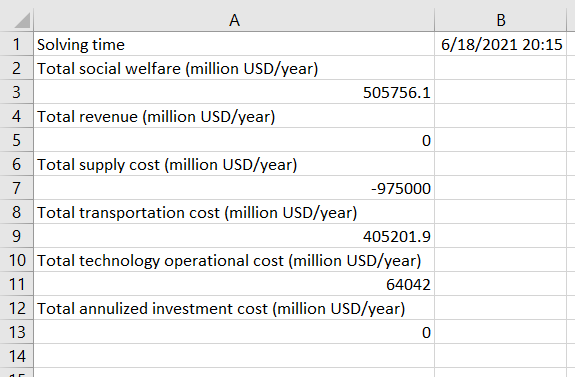 A B
1 Solving time 6/18/2021 20:15
2 Total social welfare (million USD/year)
3 505756.1
4 Total revenue (million USD/year)
5 0
6 Total supply cost (million USD/year)
7 -975000
8 Total transportation cost (million USD/year)
9 405201.9
10 Total technology operational cost (million USD/year)
11 64042
12 Total annulized investment cost (million USD/year)
13 0
14